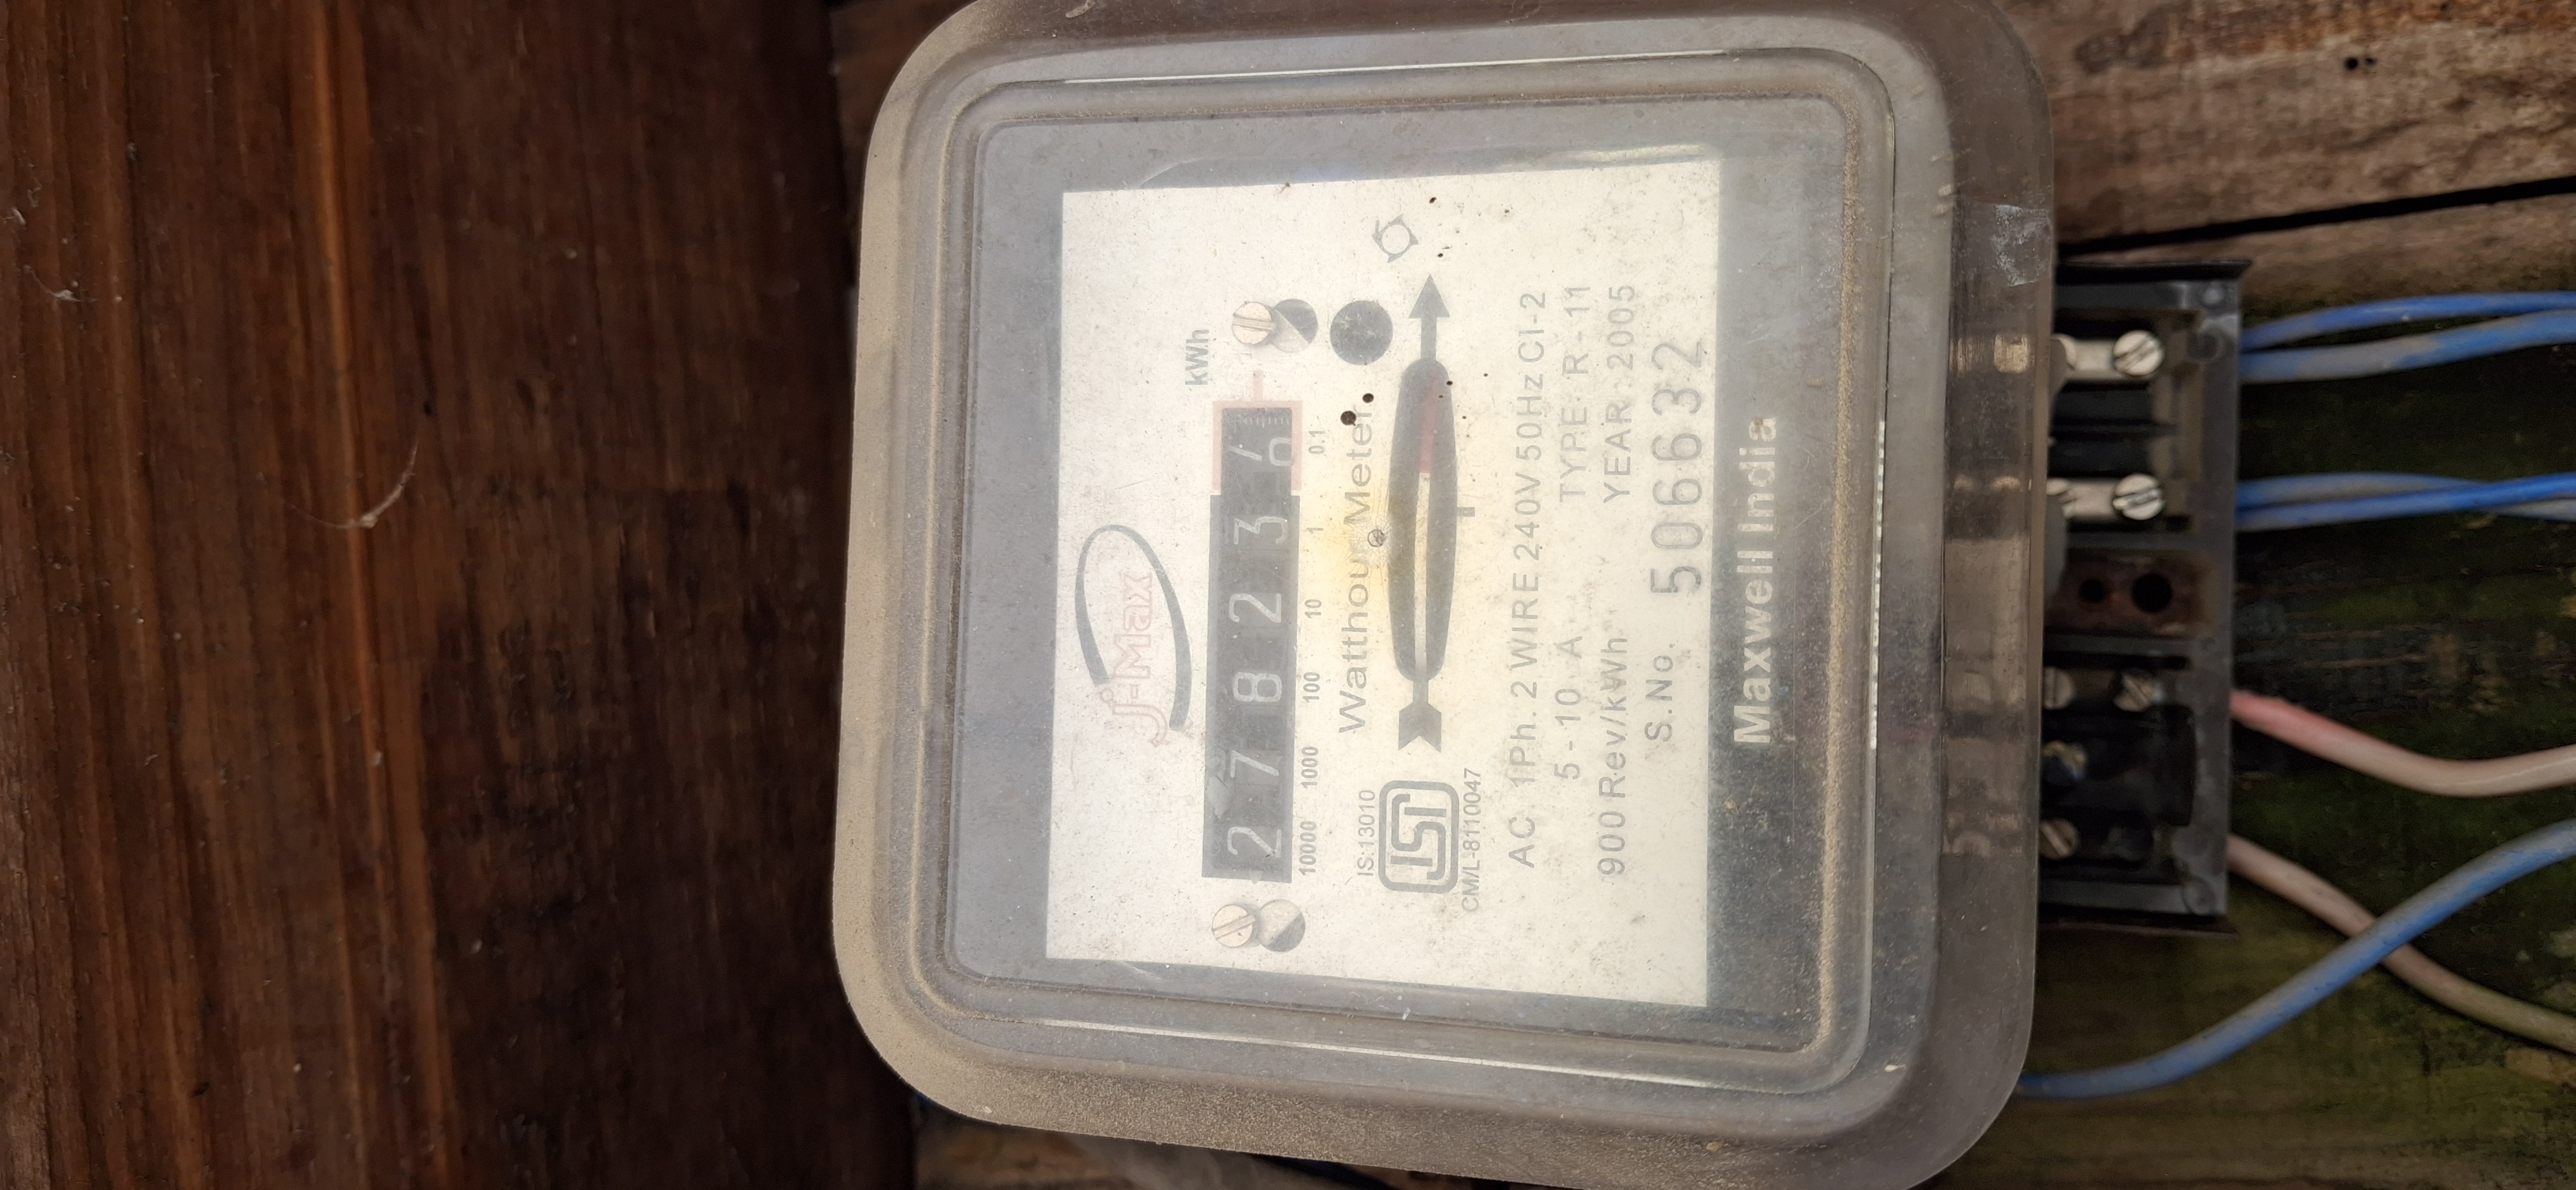 jj-Max
kWh
2 7 8 2 3
10000 1000 100 10 1 0.1
Watthour Meter
IS:13010
ISI
CM/L-8110047
AC 1Ph. 2 WIRE 240V 50Hz Cl-2
5-10 A TYPE R-11
900 Rev/kWh YEAR 2005
S.No. 506632
Maxwell India